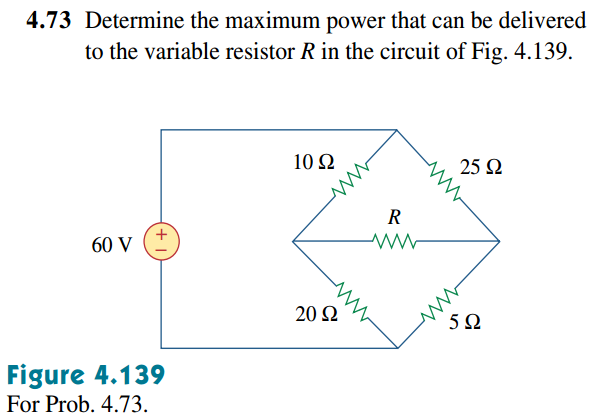 4.73 Determine the maximum power that can be delivered
to the variable resistor R in the circuit of Fig. 4.139.
10 Ω
25 Ω
R
60 V
+
−
20 Ω
5 Ω
Figure 4.139
For Prob. 4.73.